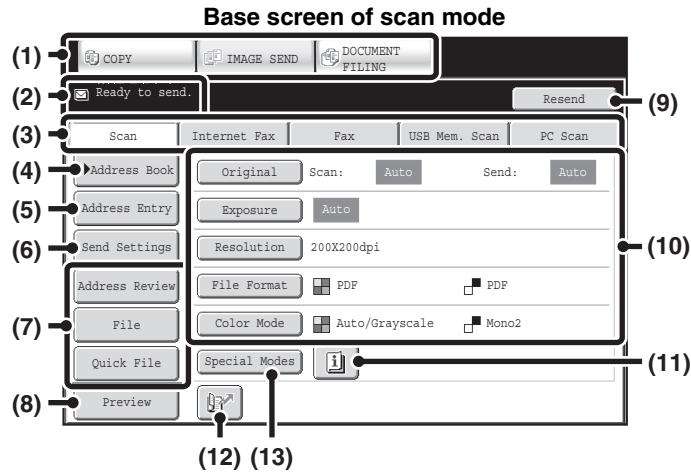 Base screen of scan mode
(1) COPY IMAGE SEND DOCUMENT FILING
(2) Ready to send.
Resend (9)
(3) Scan Internet Fax Fax USB Mem. Scan PC Scan
(4) Address Book Original Scan: Auto Send: Auto
(5) Address Entry Exposure Auto
(6) Send Settings Resolution 200X200dpi (10)
Address Review File Format PDF PDF
(7) File Color Mode Auto/Grayscale Mono2
Quick File Special Modes (11)
(8) Preview
(12) (13)